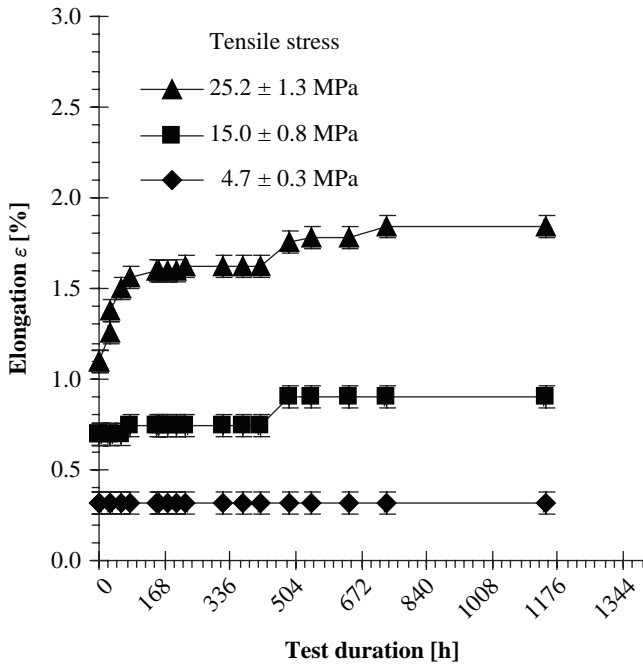 3.0
Tensile stress
25.2 ± 1.3 MPa
2.5
15.0 ± 0.8 MPa
4.7 ± 0.3 MPa
2.0
Elongation ε [%]
1.5
1.0
0.5
0.0
0 168 336 504 672 840 1008 1176 1344
Test duration [h]